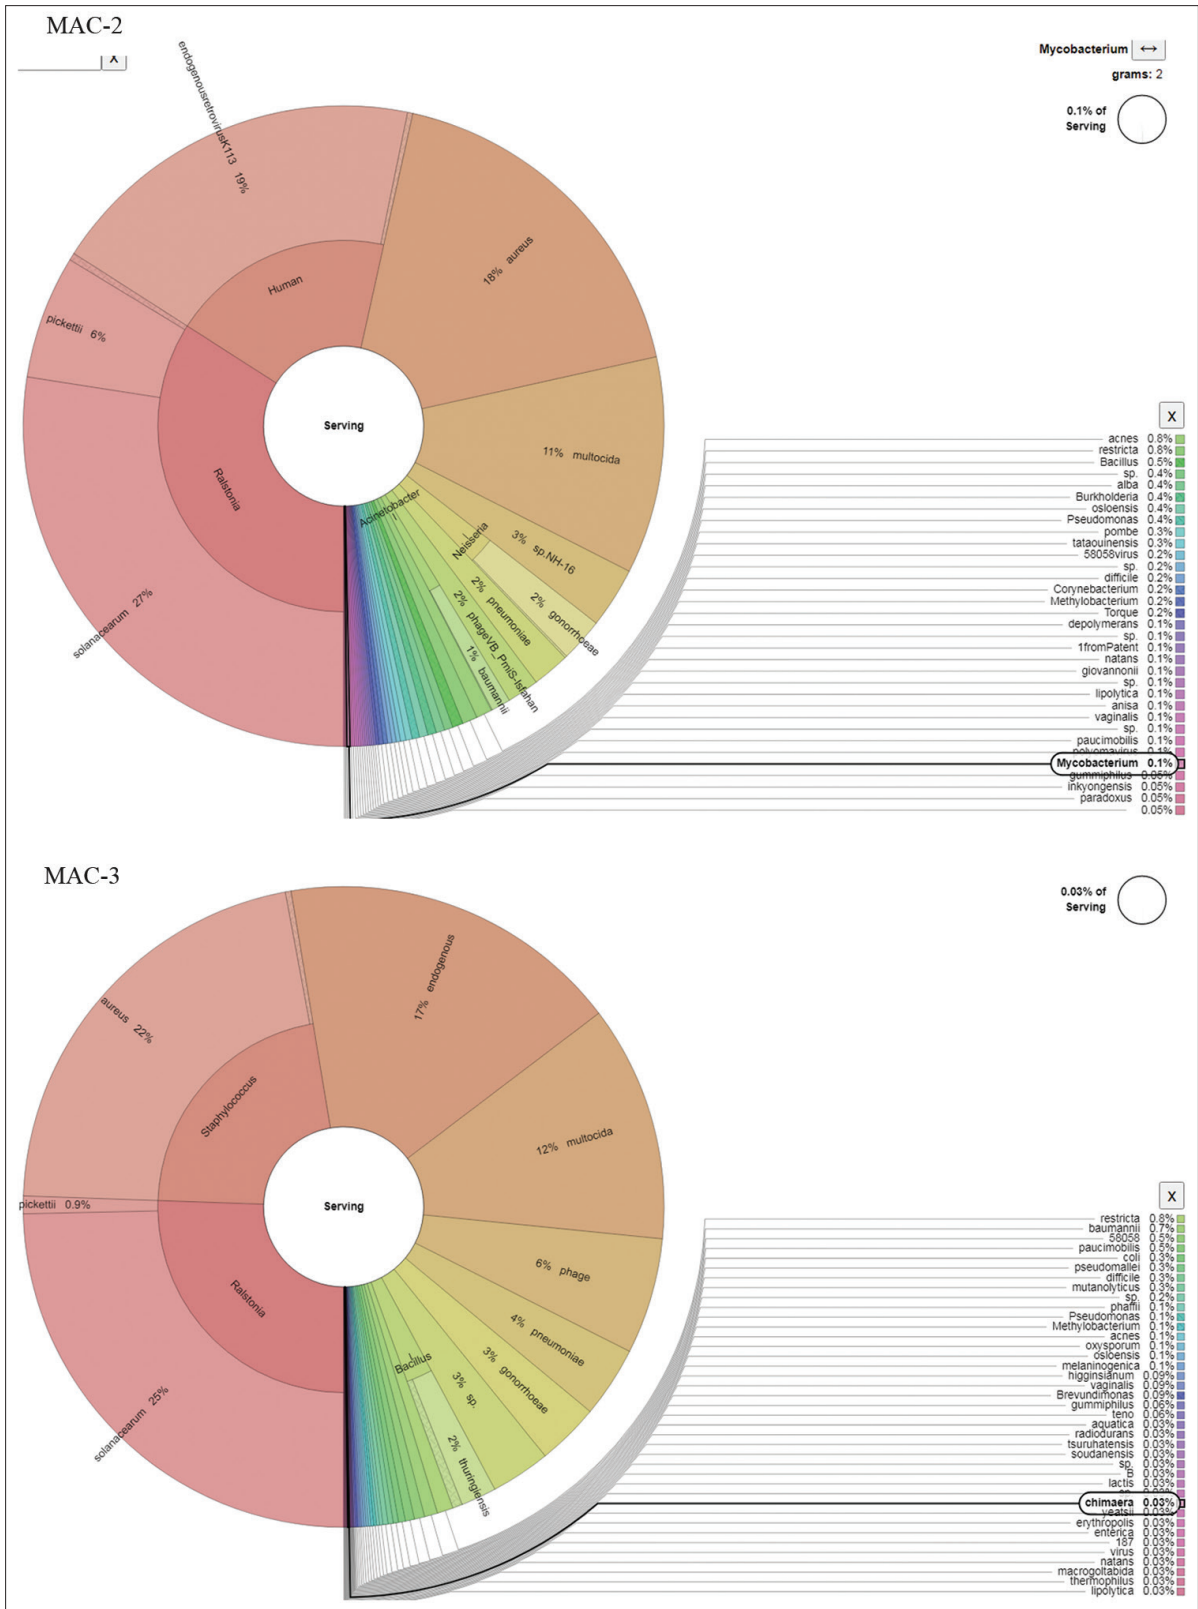 MAC-2
X
Mycobacterium ↔
grams: 2
0.1% of
Serving
endogenousretrovirusK113 19%
Human
18% aureus
pickettii 6%
Ralstonia
Serving
11% multocida
solanacearum 27%
Acinetobacter
Neisseria
3% sp.NH-16
2% gonorrhoeae
2% pneumoniae
2% phageVB_PmiS-Isfahan
1% baumannii
X
acnes 0.8%
restricta 0.8%
Bacillus 0.5%
sp. 0.4%
alba 0.4%
Burkholderia 0.4%
osloensis 0.4%
Pseudomonas 0.4%
pombe 0.3%
tataouinensis 0.3%
58058virus 0.2%
sp. 0.2%
difficile 0.2%
Corynebacterium 0.2%
Methylobacterium 0.2%
Torque 0.2%
depolymerans 0.1%
sp. 0.1%
1fromPatent 0.1%
natans 0.1%
giovannonii 0.1%
sp. 0.1%
lipolytica 0.1%
anisa 0.1%
vaginalis 0.1%
sp. 0.1%
paucimobilis 0.1%
polyomavirus 0.1%
Mycobacterium 0.1%
gummiphilus 0.05%
inkyongensis 0.05%
paradoxus 0.05%
0.05%
MAC-3
0.03% of
Serving
aureus 22%
Staphylococcus
17% endogenous
12% multocida
pickettii 0.9%
Serving
Ralstonia
6% phage
4% pneumoniae
3% gonorrhoeae
3% sp.
Bacillus
2% thuringiensis
solanacearum 25%
X
restricta 0.8%
baumannii 0.7%
58058 0.5%
paucimobilis 0.5%
coli 0.3%
pseudomallei 0.3%
difficile 0.3%
mutanolyticus 0.3%
sp. 0.2%
phaffii 0.1%
Pseudomonas 0.1%
Methylobacterium 0.1%
acnes 0.1%
oxysporum 0.1%
osloensis 0.1%
melaninogenica 0.1%
higginsianum 0.09%
vaginalis 0.09%
Brevundimonas 0.09%
gummiphilus 0.06%
teno 0.06%
aquatica 0.03%
radiodurans 0.03%
tsuruhatensis 0.03%
soudanensis 0.03%
sp. 0.03%
B 0.03%
lactis 0.03%
chimaera 0.03%
yeatsii 0.03%
erythropolis 0.03%
enterica 0.03%
187 0.03%
virus 0.03%
natans 0.03%
macrogoltabida 0.03%
thermophilus 0.03%
lipolytica 0.03%